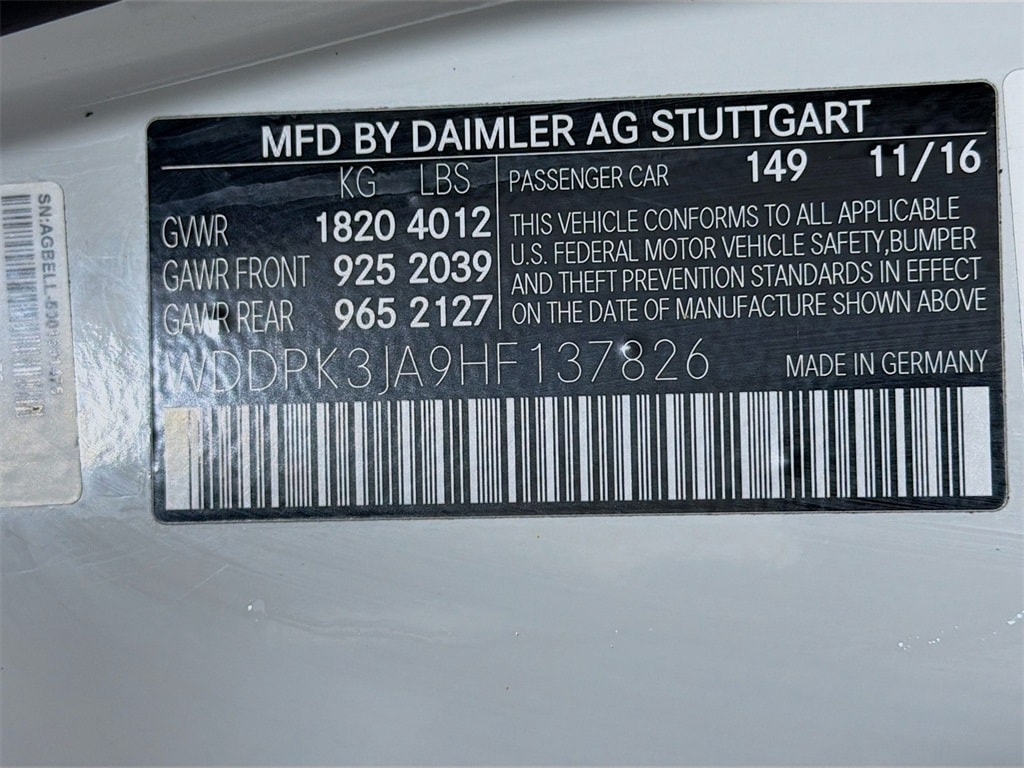 MFD BY DAIMLER AG STUTTGART
KG LBS
GVWR 1820 4012
GAWR FRONT 925 2039
GAWR REAR 965 2127
PASSENGER CAR 149 11/16
THIS VEHICLE CONFORMS TO ALL APPLICABLE
U.S. FEDERAL MOTOR VEHICLE SAFETY,BUMPER
AND THEFT PREVENTION STANDARDS IN EFFECT
ON THE DATE OF MANUFACTURE SHOWN ABOVE
WDDPK3JA9HF137826 MADE IN GERMANY